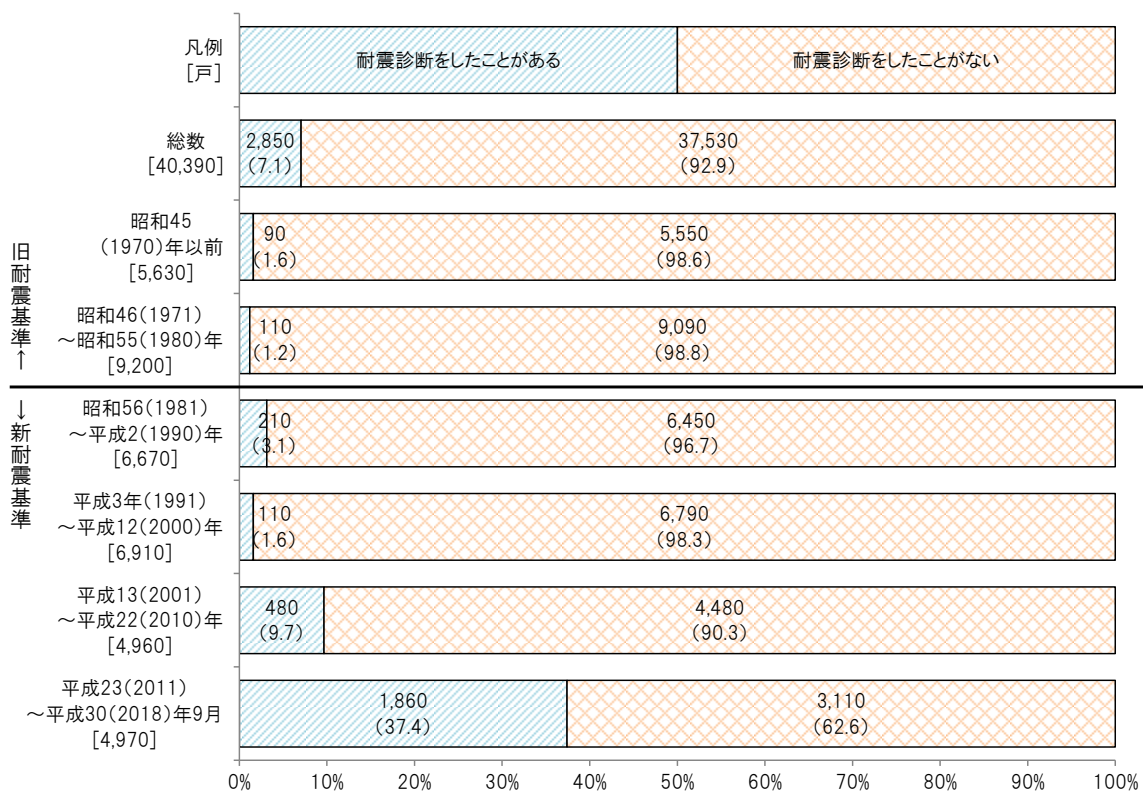 凡例
[戸]
耐震診断をしたことがある
耐震診断をしたことがない
総数
[40,390]
2,850
(7.1)
37,530
(92.9)
旧耐震基準↑
昭和45
(1970)年以前
[5,630]
90
(1.6)
5,550
(98.6)
昭和46(1971)
～昭和55(1980)年
[9,200]
110
(1.2)
9,090
(98.8)
↓新耐震基準
昭和56(1981)
～平成2(1990)年
[6,670]
210
(3.1)
6,450
(96.7)
平成3年(1991)
～平成12(2000)年
[6,910]
110
(1.6)
6,790
(98.3)
平成13(2001)
～平成22(2010)年
[4,960]
480
(9.7)
4,480
(90.3)
平成23(2011)
～平成30(2018)年9月
[4,970]
1,860
(37.4)
3,110
(62.6)
0% 10% 20% 30% 40% 50% 60% 70% 80% 90% 100%